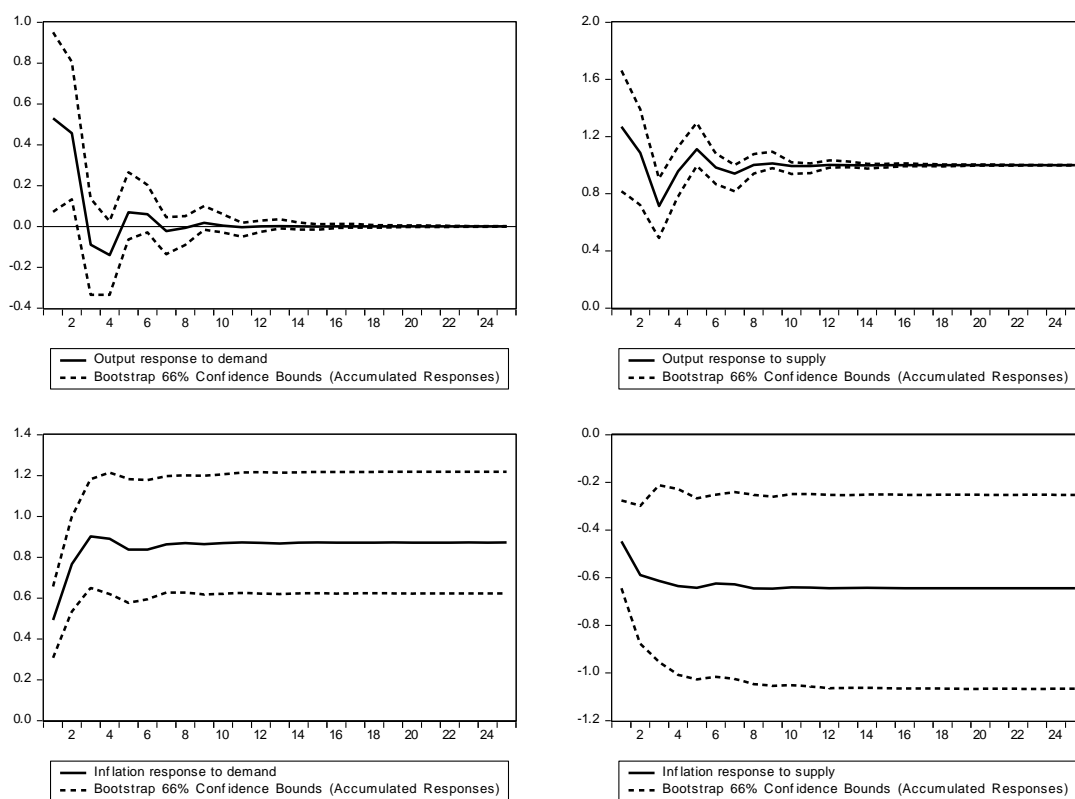 1.0
0.8
0.6
0.4
0.2
0.0
-0.2
-0.4
2 4 6 8 10 12 14 16 18 20 22 24
Output response to demand
Bootstrap 66% Confidence Bounds (Accumulated Responses)
2.0
1.6
1.2
0.8
0.4
0.0
2 4 6 8 10 12 14 16 18 20 22 24
Output response to supply
Bootstrap 66% Confidence Bounds (Accumulated Responses)
1.4
1.2
1.0
0.8
0.6
0.4
0.2
0.0
2 4 6 8 10 12 14 16 18 20 22 24
Inflation response to demand
Bootstrap 66% Confidence Bounds (Accumulated Responses)
0.0
-0.2
-0.4
-0.6
-0.8
-1.0
-1.2
2 4 6 8 10 12 14 16 18 20 22 24
Inflation response to supply
Bootstrap 66% Confidence Bounds (Accumulated Responses)